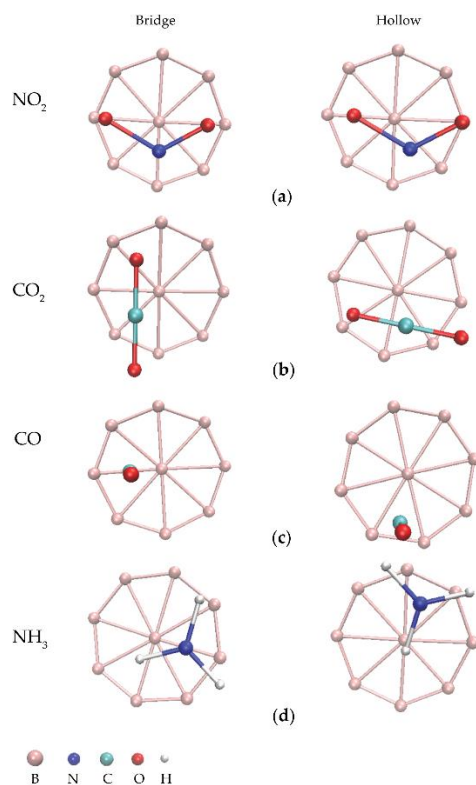 Bridge Hollow
NO2
(a)
CO2
(b)
CO
(c)
NH3
(d)
B N C O H